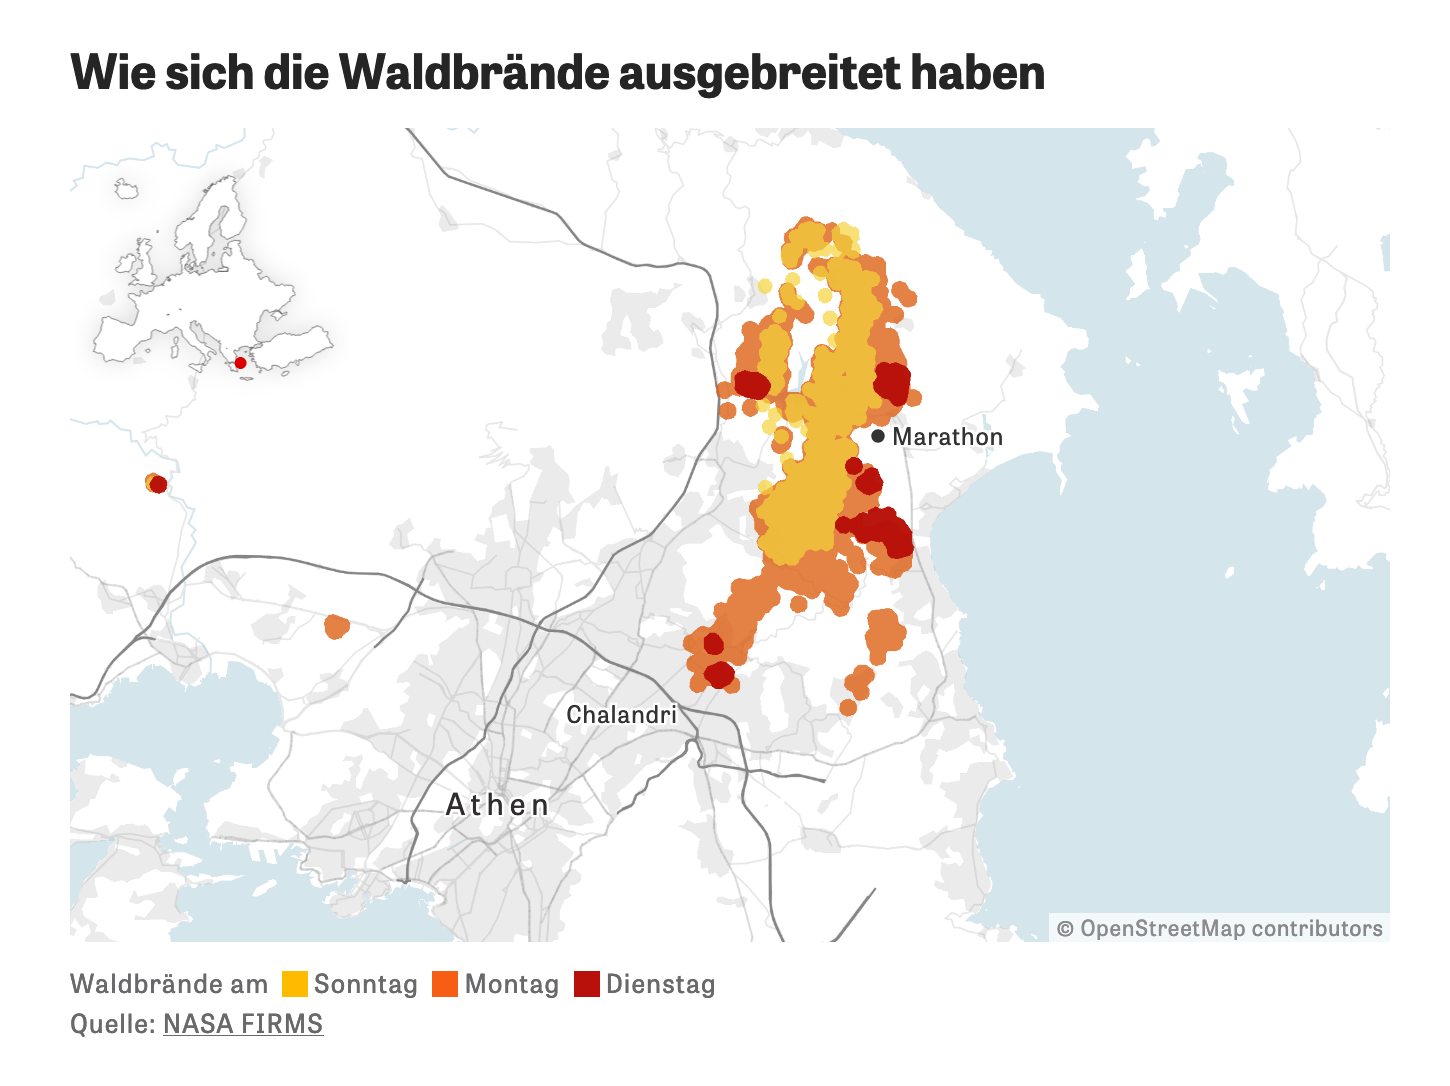 Wie sich die Waldbrände ausgebreitet haben
Marathon
Chalandri
Athen
© OpenStreetMap contributors
Waldbrände am Sonntag Montag Dienstag
Quelle: NASA FIRMS